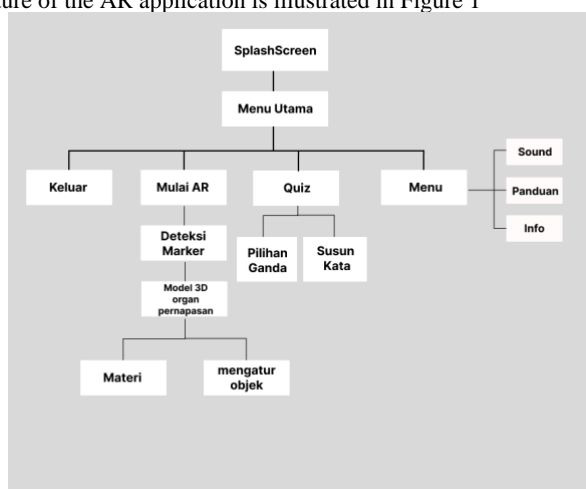 ture of the AR application is illustrated in Figure 1
SplashScreen
Menu Utama
Keluar
Mulai AR
Quiz
Menu
Sound
Panduan
Info
Deteksi
Marker
Pilihan
Ganda
Susun
Kata
Model 3D
organ
pernapasan
Materi
mengatur
objek